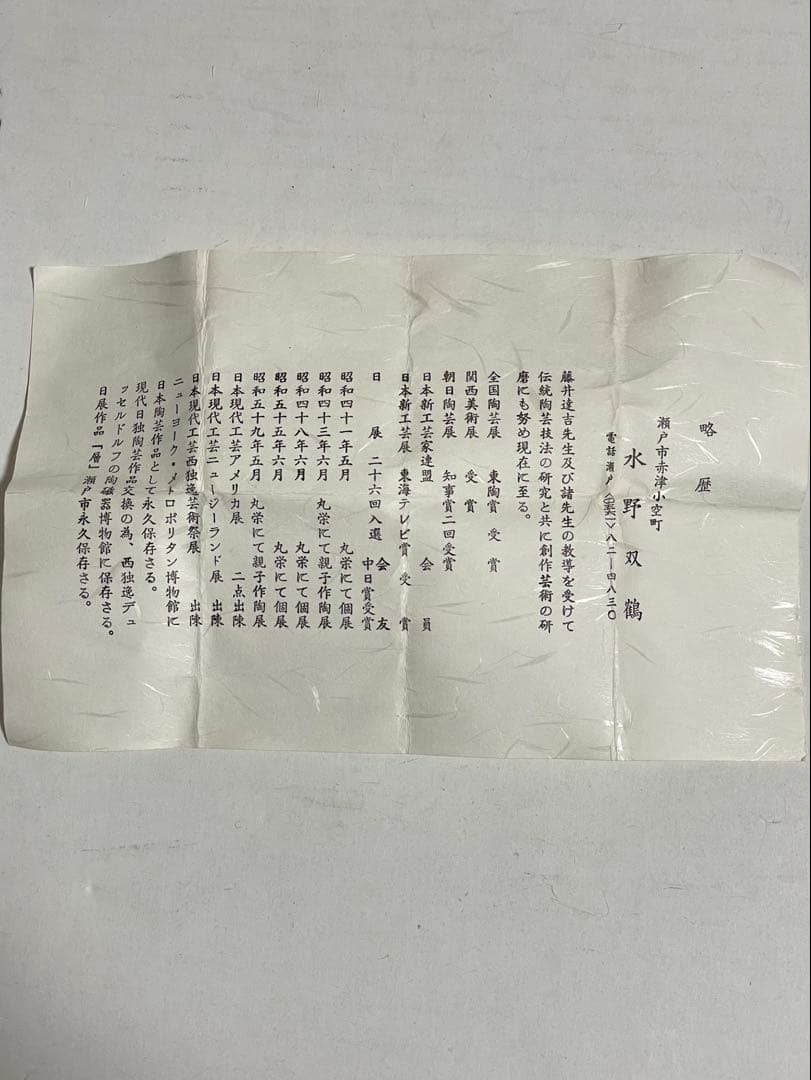 略歴
瀬戸市赤津小空町
水野双鶴
電話瀬戸(〇五六一)八二―四八三〇
藤井達吉先生及び諸先生の教導を受けて
伝統陶芸技法の研究と共に創作芸術の研
磨にも努め現在に至る。
全国陶芸展 東陶賞受賞
関西美術展 受賞
朝日陶芸展 知事賞二回受賞
日本新工芸家連盟 会員
日本新工芸展 東海テレビ賞受賞
日展 二十六回入選 会友
中日賞受賞
昭和四十一年五月 丸栄にて個展
昭和四十三年六月 丸栄にて親子作陶展
昭和四十八年六月 丸栄にて個展
昭和五十五年六月 丸栄にて個展
昭和五十九年五月 丸栄にて親子作陶展
日本現代工芸アメリカ展 二点出陳
日本現代工芸ニュージーランド展 出陳
日本現代工芸西独逸芸術祭展 出陳
ニューヨーク・メトロポリタン博物館に
日本陶芸作品として永久保存さる。
現代日独陶芸作品交換の為、西独逸デュ
ッセルドルフの陶磁器博物館に保存さる。
日展作品「層」瀬戸市永久保存さる。